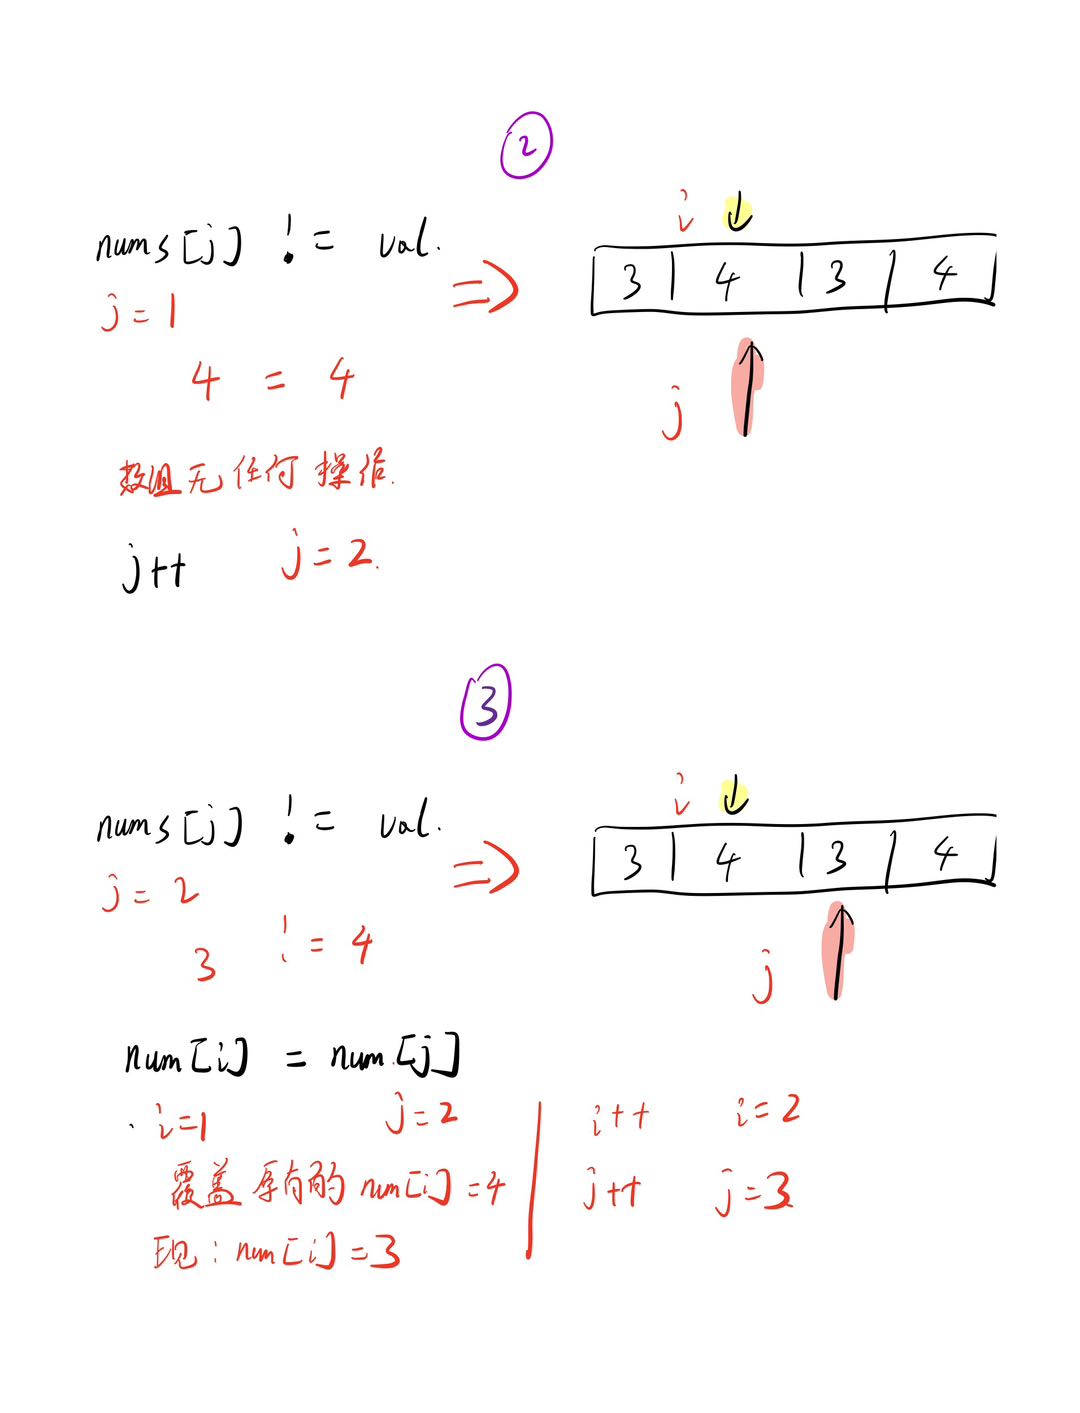 2
nums[j] != val.
j = 1
4 = 4
数组无任何操作.
j++ j = 2.
i
3 4 3 4
j
3
nums[j] != val.
j = 2
3 != 4
num[i] = num[j]
i=1 j=2
覆盖原有的 num[i] = 4
现: num[i] = 3
i++ i=2
j++ j=3
i
3 4 3 4
j